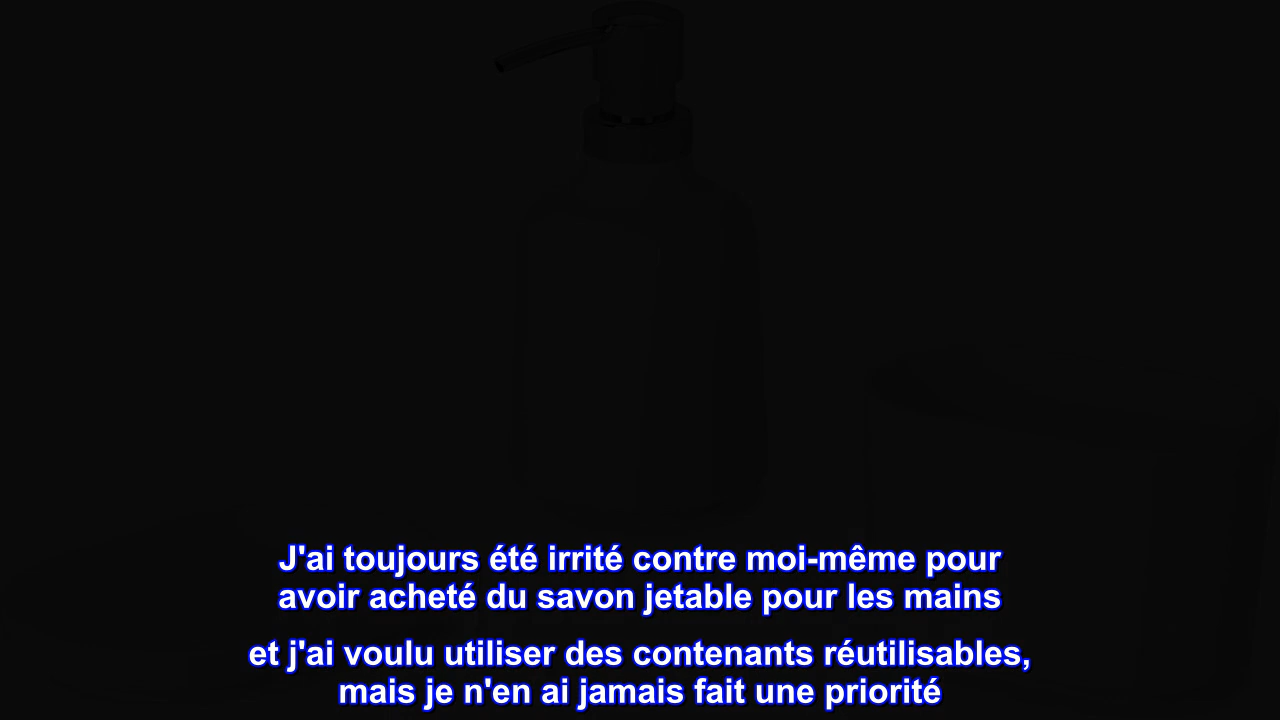 J'ai toujours été irrité contre moi-même pour
avoir acheté du savon jetable pour les mains
et j'ai voulu utiliser des contenants réutilisables,
mais je n'en ai jamais fait une priorité